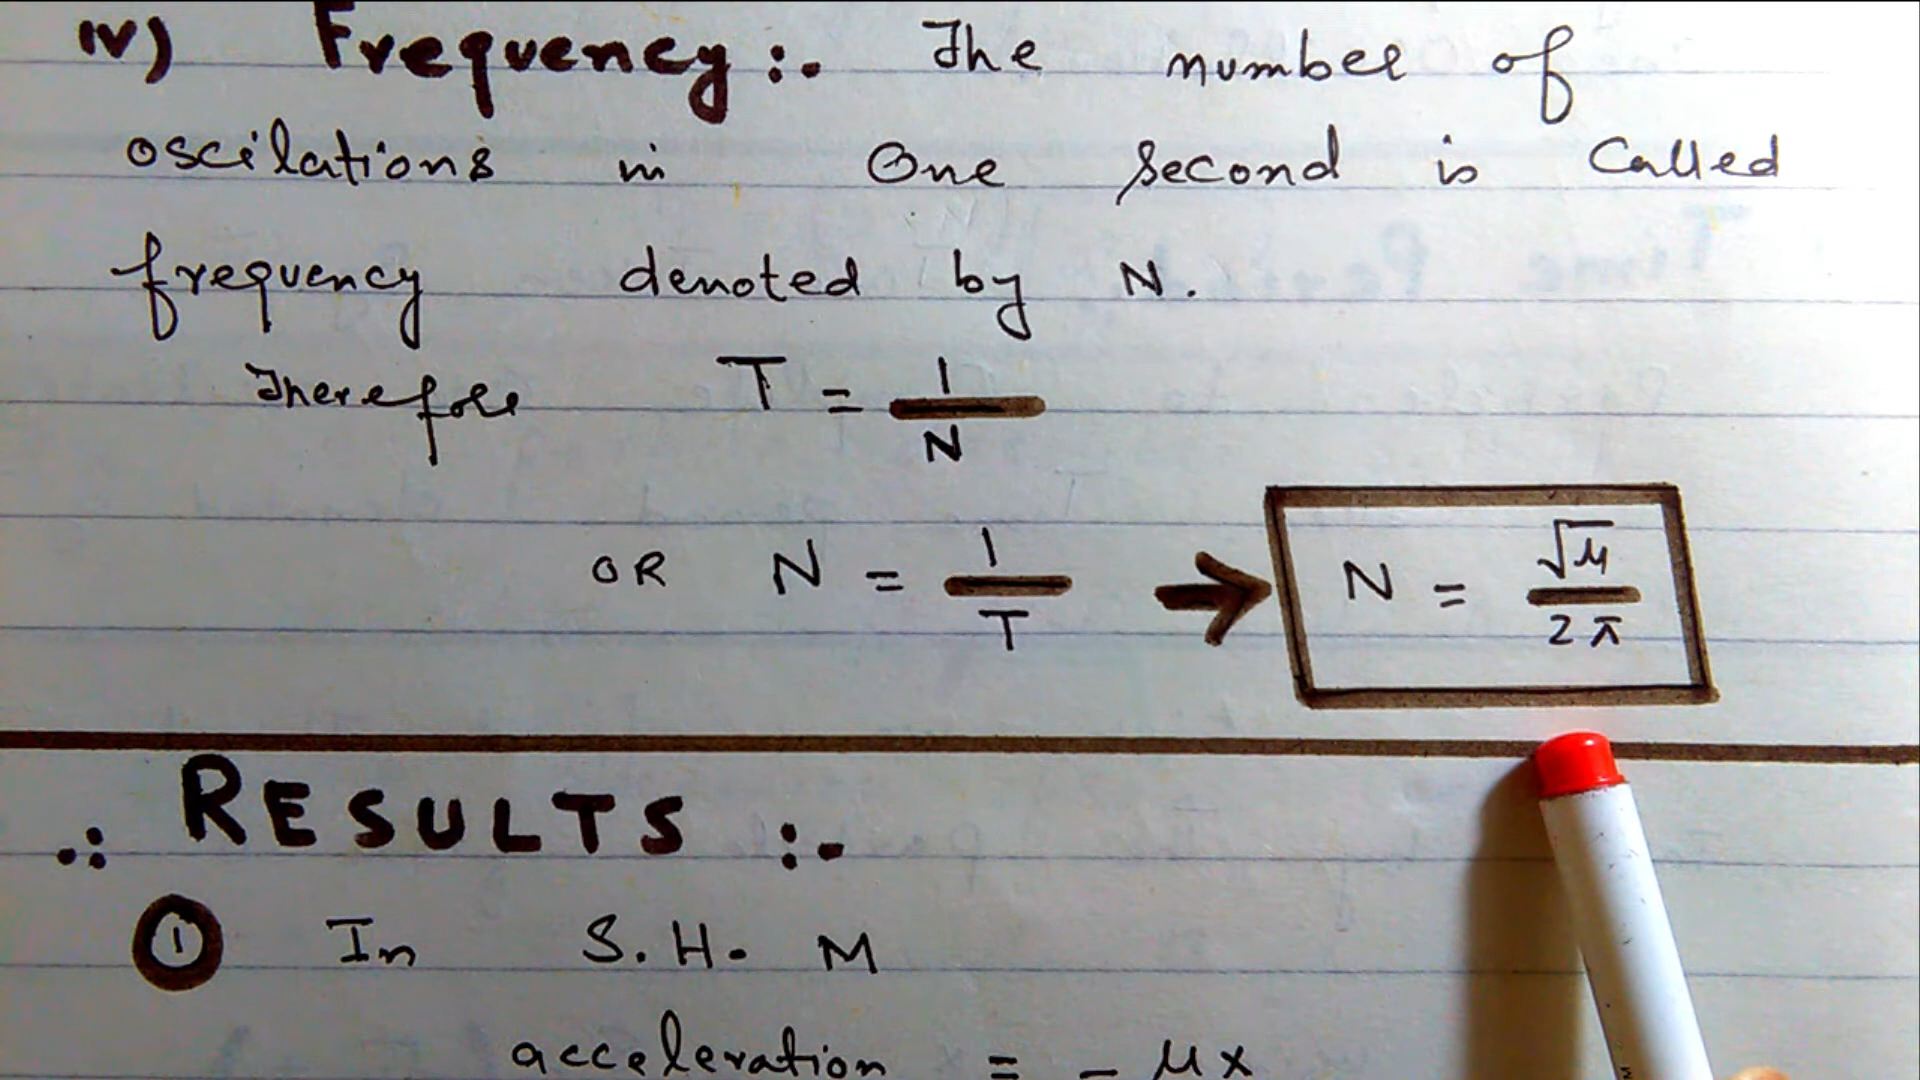 IV) Frequency:- The number of
oscilations in One second is Called
frequency denoted by N.
Therefore T = 1/N
OR N = 1/T → N = √μ/2π
∴ RESULTS :-
① In S.H.M
acceleration = - μx